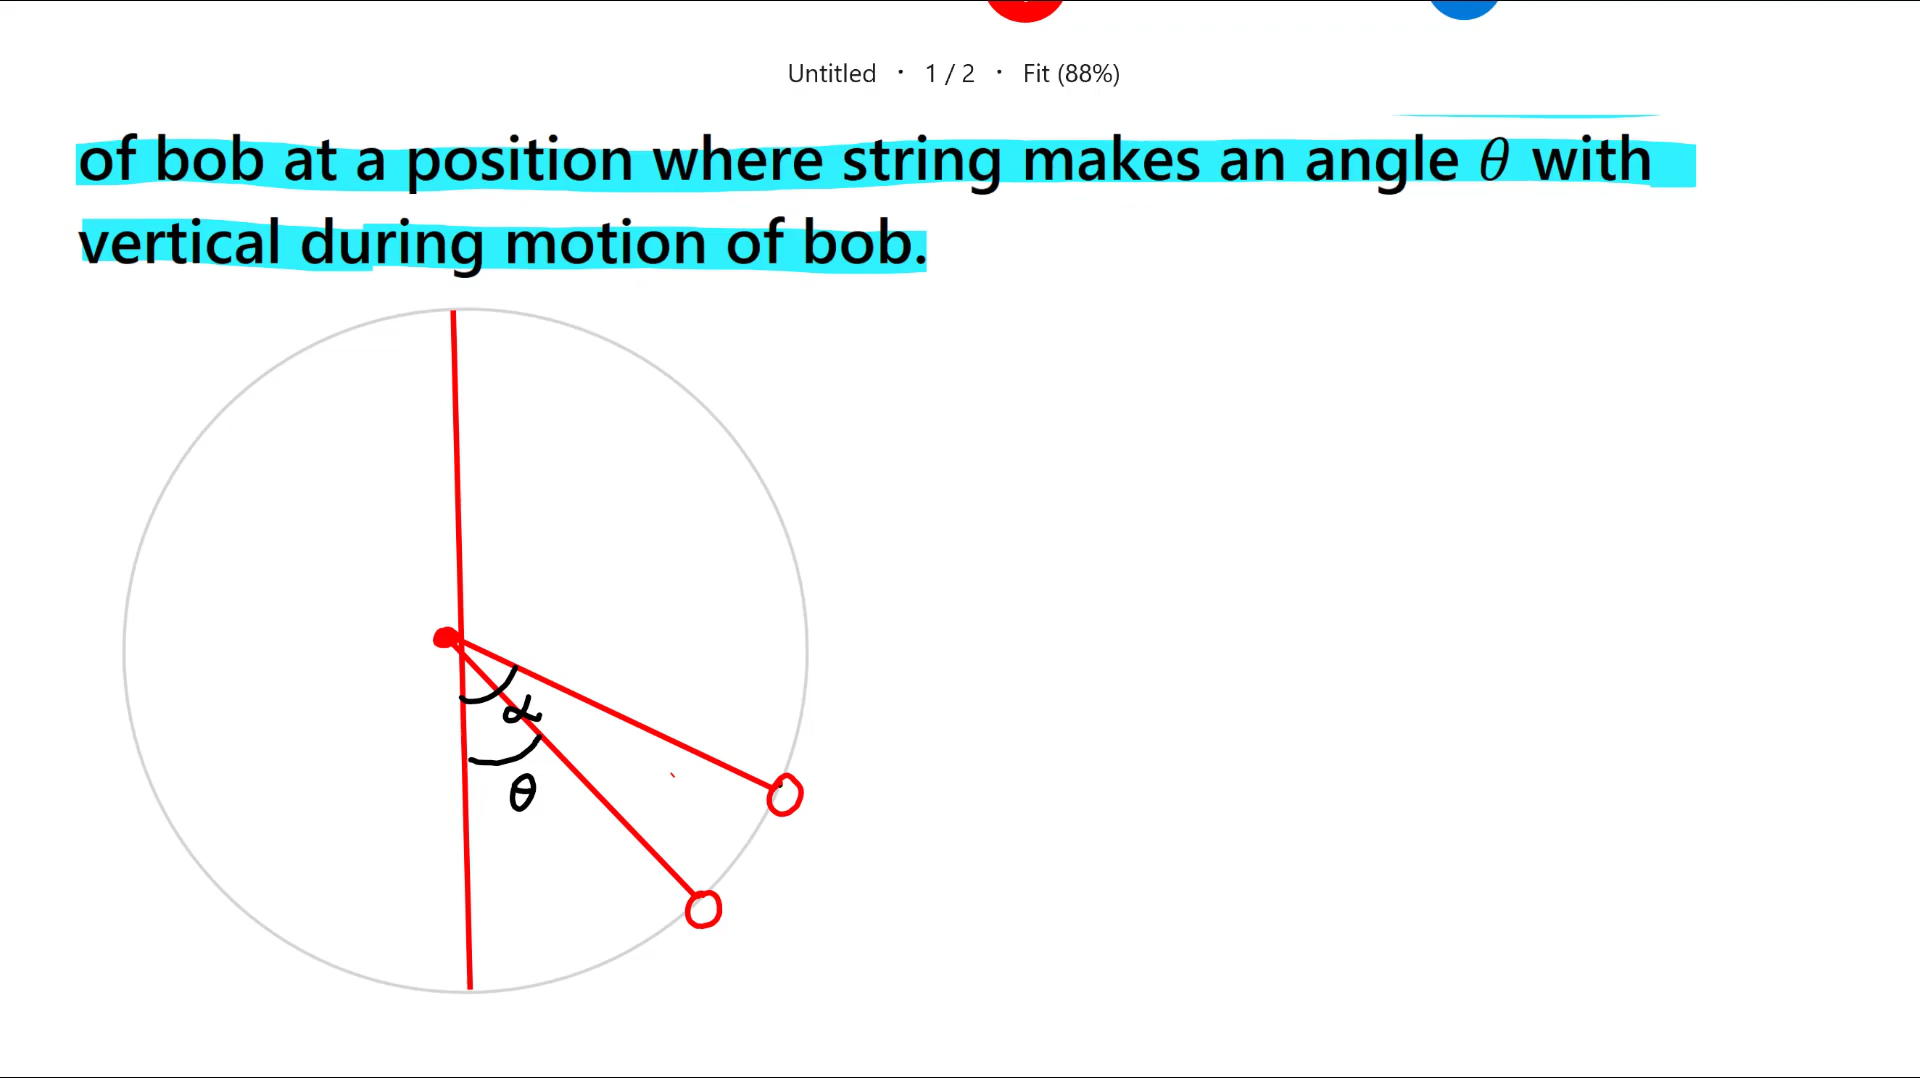 Untitled · 1 / 2 · Fit (88%)
of bob at a position where string makes an angle θ with
vertical during motion of bob.
α
θ